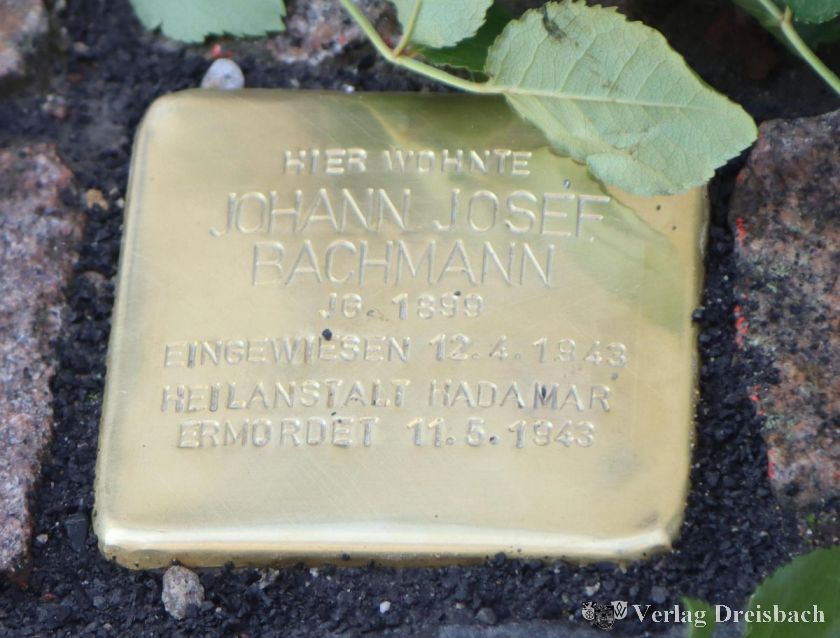 HIER WOHNTE
JOHANN JOSEF
BACHMANN
JG. 1899
EINGEWIESEN 12.4.1943
HEILANSTALT HADAMAR
ERMORDET 11.5.1943
Verlag Dreisbach